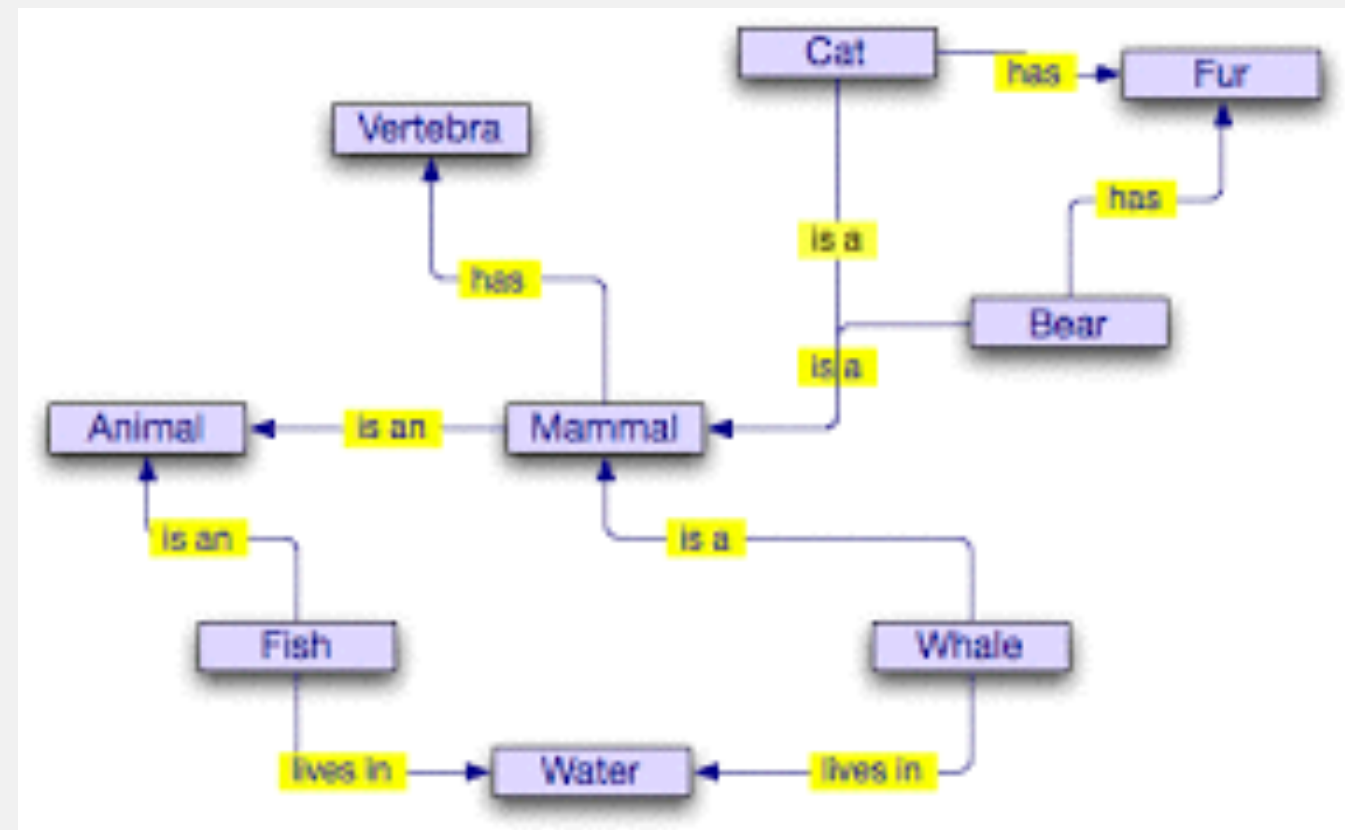 Cat
has
Fur
Vertebra
has
is a
has
Bear
is a
Animal
is an
Mammal
is an
is a
Fish
Whale
lives in
Water
lives in